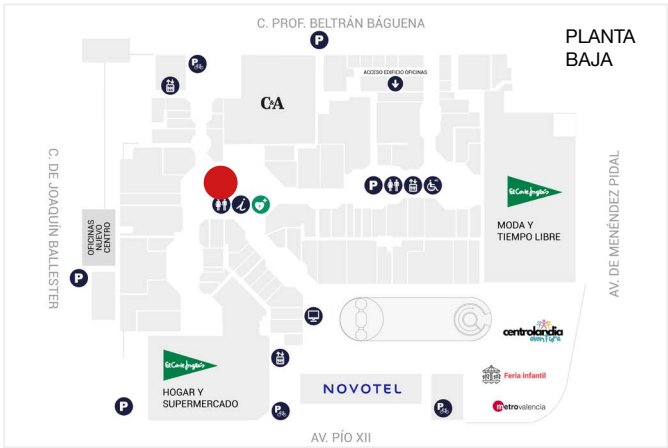 C. PROF. BELTRÁN BÁGUENA
PLANTA
BAJA
P
P
ACCESO EDIFICIO OFICINAS
C&A
C. DE JOAQUÍN BALLESTER
AV. DE MENÉNDEZ PIDAL
P
El Corte Inglés
i
MODA Y
TIEMPO LIBRE
OFICINAS
NUEVO
CENTRO
P
centrolandia
aventura
El Corte Inglés
Feria infantil
HOGAR Y
SUPERMERCADO
NOVOTEL
P
P
P
metrovalencia
AV. PÍO XII